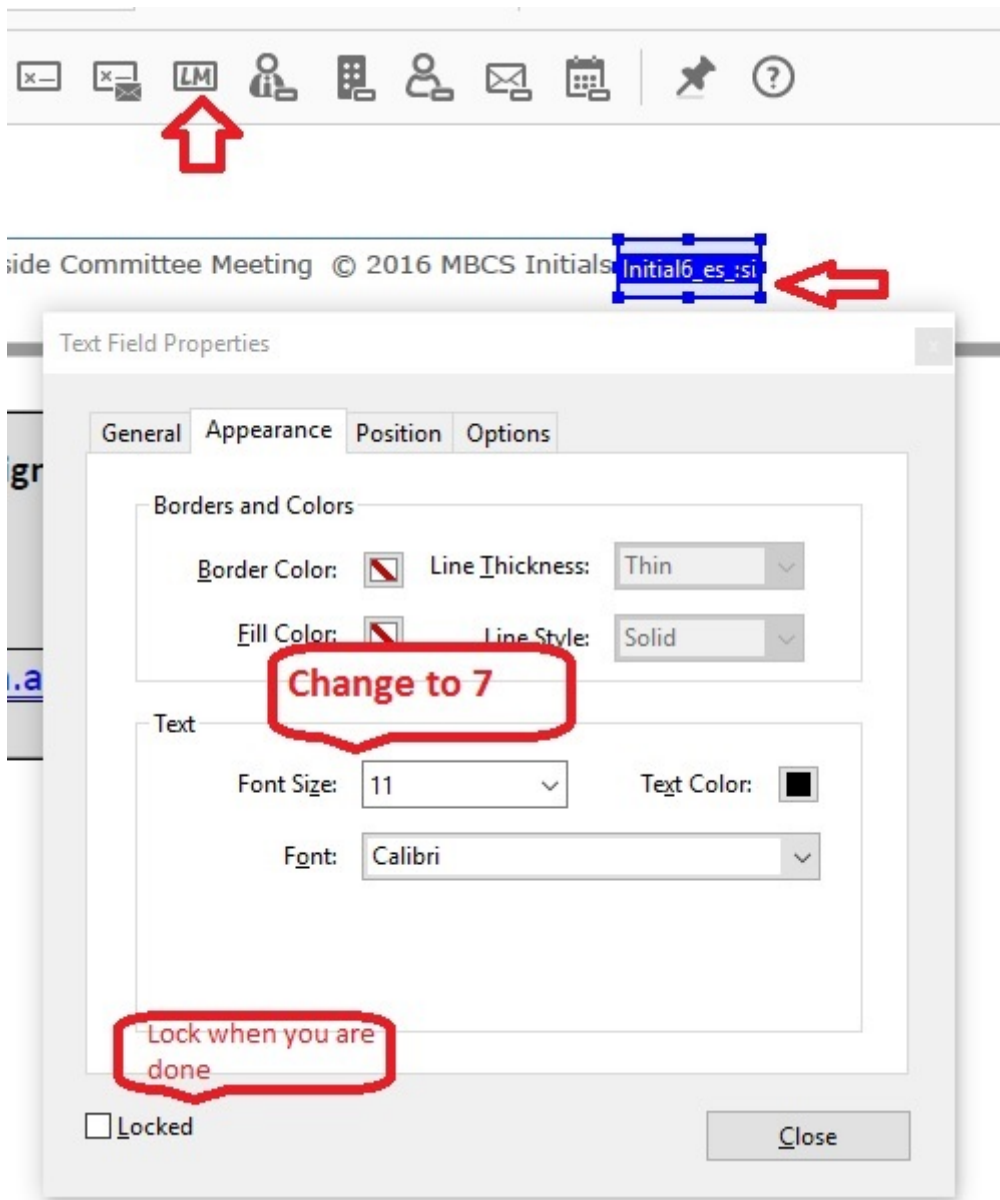 LM
side Committee Meeting © 2016 MBCS Initials Initial6_es_:si
Text Field Properties
General Appearance Position Options
Borders and Colors
Border Color: Line Thickness: Thin
Fill Color: Line Style: Solid
Change to 7
Text
Font Size: 11 Text Color:
Font: Calibri
Lock when you are
done
Locked
Close
ign
.a